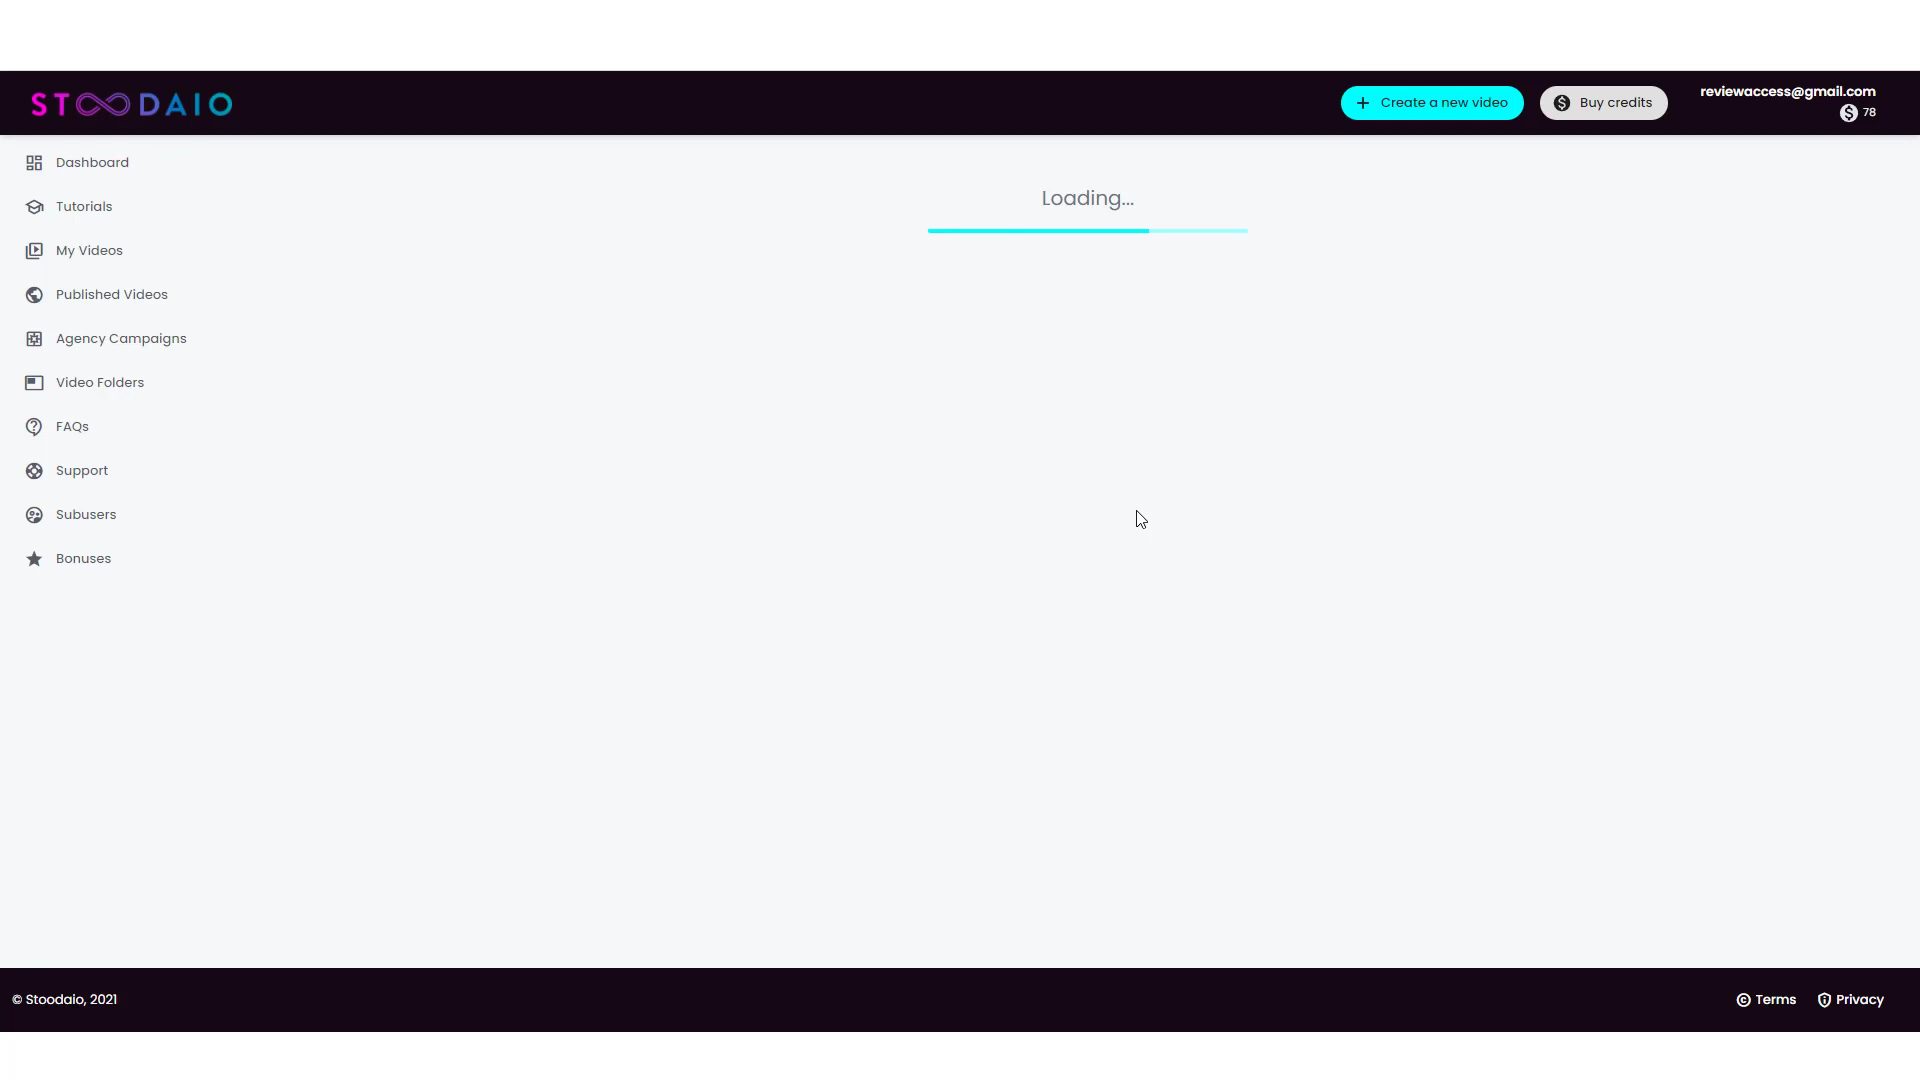 STOODAIO
Create a new video
Buy credits
reviewaccess@gmail.com
78
Dashboard
Tutorials
My Videos
Published Videos
Agency Campaigns
Video Folders
FAQs
Support
Subusers
Bonuses
Loading...
© Stoodaio, 2021
Terms
Privacy